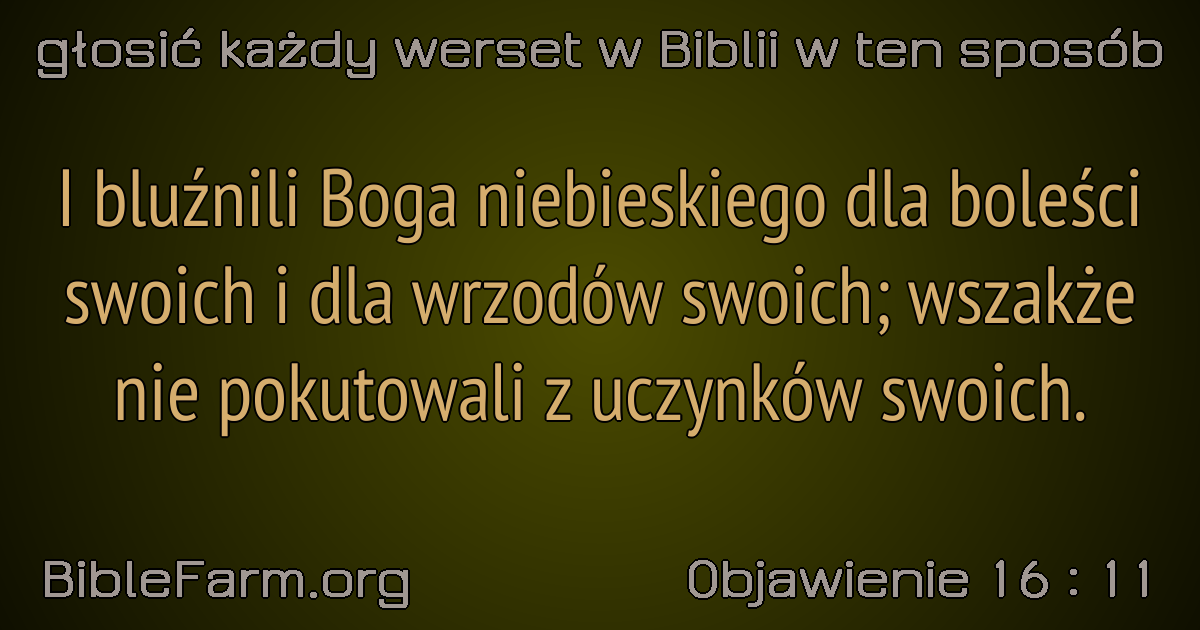 głosić każdy werset w Biblii w ten sposób
I bluźnili Boga niebieskiego dla boleści
swoich i dla wrzodów swoich; wszakże
nie pokutowali z uczynków swoich.
BibleFarm.org
Objawienie 16 : 11